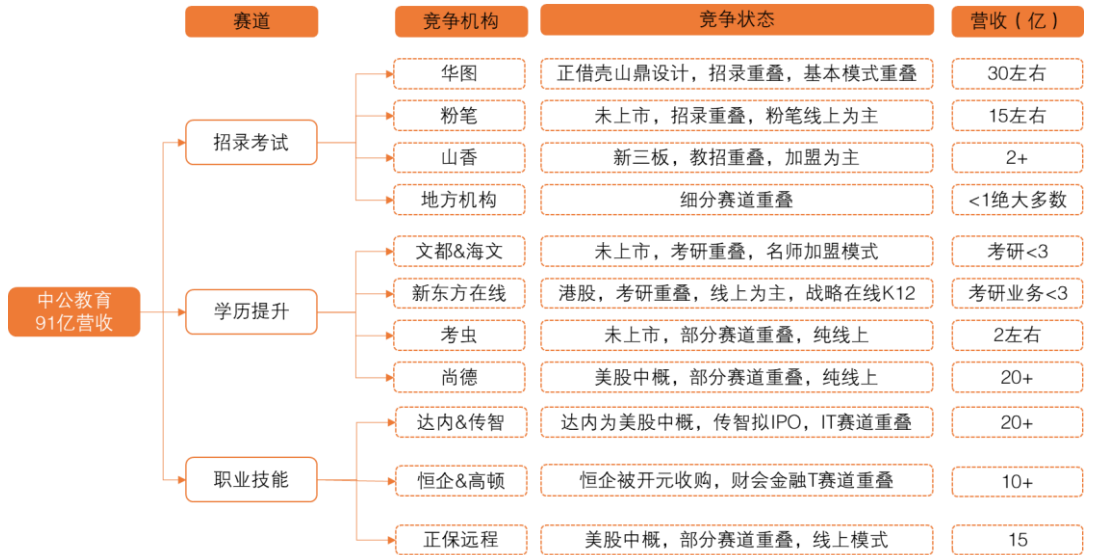 赛道 竞争机构 竞争状态 营收（亿）
华图 正借壳山鼎设计，招录重叠，基本模式重叠 30左右
粉笔 未上市，招录重叠，粉笔线上为主 15左右
招录考试
山香 新三板，教招重叠，加盟为主 2+
地方机构 细分赛道重叠 <1绝大多数
文都&海文 未上市，考研重叠，名师加盟模式 考研<3
新东方在线 港股，考研重叠，线上为主，战略在线K12 考研业务<3
中公教育
91亿营收
学历提升
考虫 未上市，部分赛道重叠，纯线上 2左右
尚德 美股中概，部分赛道重叠，纯线上 20+
达内&传智 达内为美股中概，传智拟IPO，IT赛道重叠 20+
职业技能 恒企&高顿 恒企被开元收购，财会金融T赛道重叠 10+
正保远程 美股中概，部分赛道重叠，线上模式 15